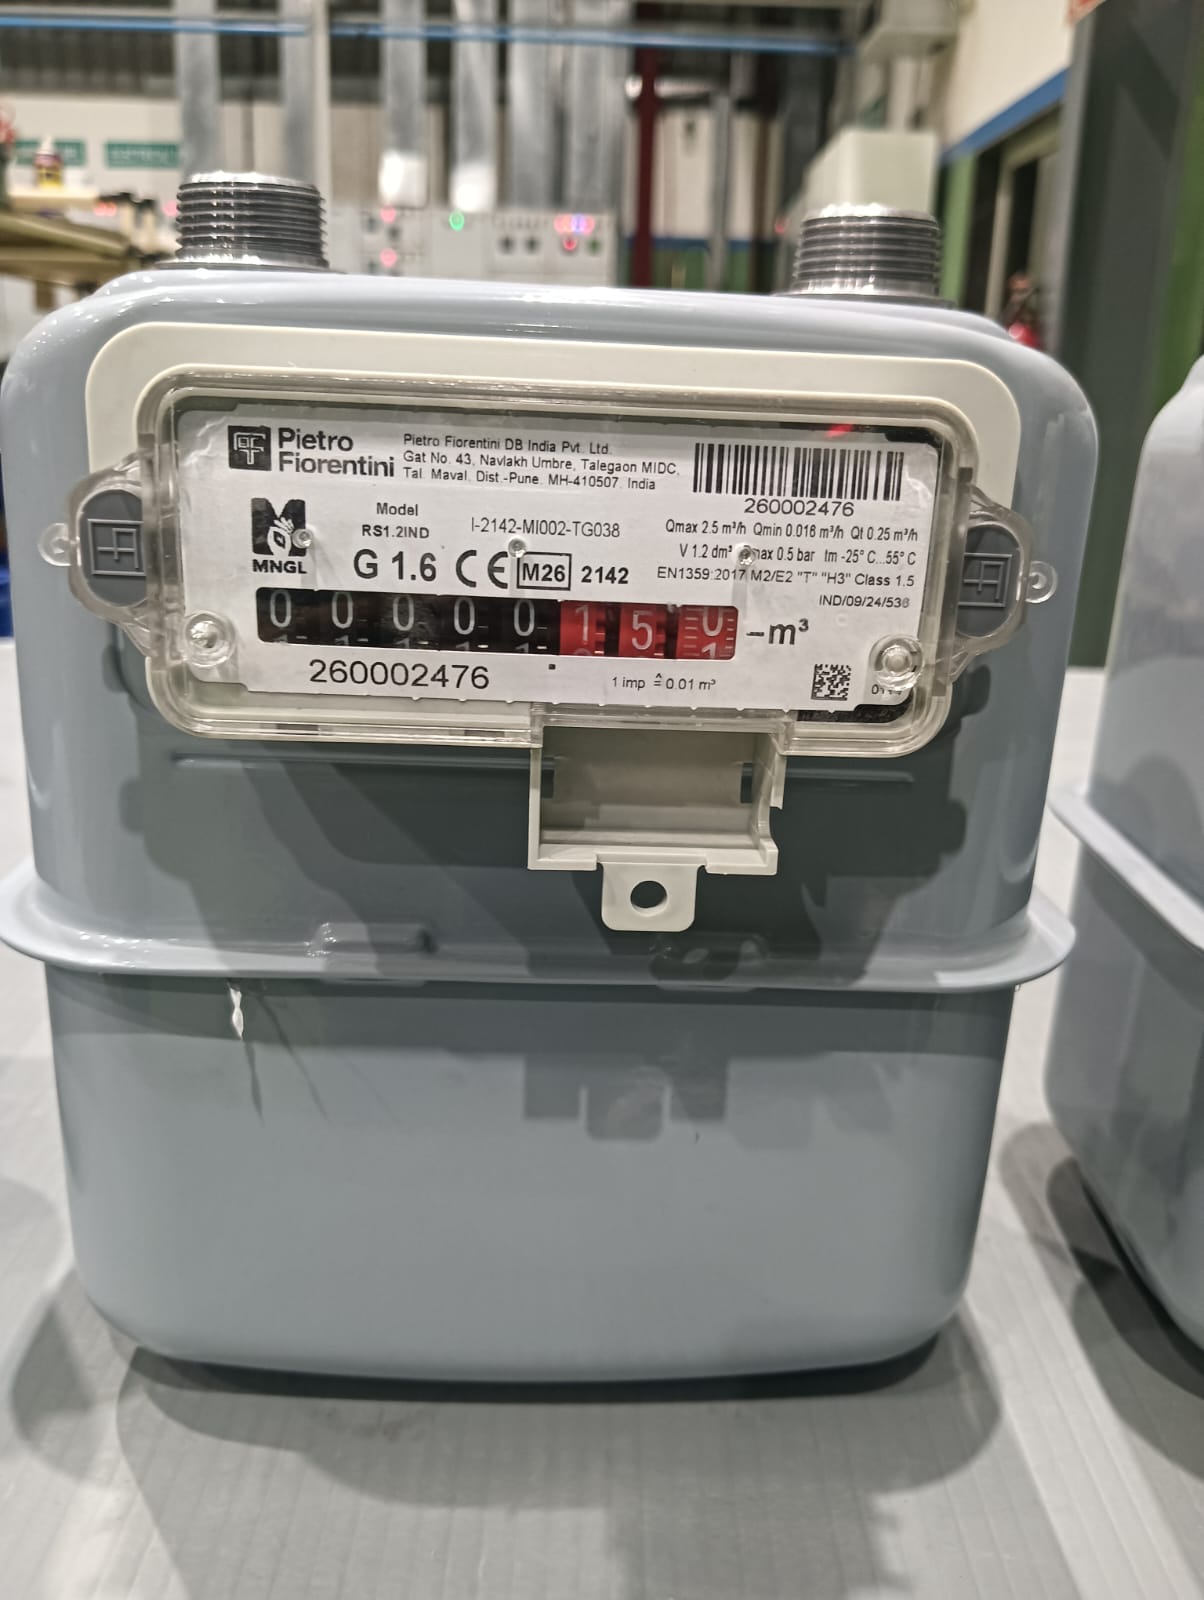 Pietro
Fiorentini
Pietro Fiorentini DB India Pvt. Ltd.
Gat No. 43, Navlakh Umbre, Talegaon MIDC,
Tal. Maval, Dist.-Pune, MH-410507, India
260002476
MNGL
Model
RS1.2IND
I-2142-MI002-TG038
G 1.6 CE M26 2142
Qmax 2.5 m³/h Qmin 0.016 m³/h Qt 0.25 m³/h
V 1.2 dm³ 0.5 bar tm -25°C...55°C
EN1359:2017 M2/E2 "T" "H3" Class 1.5
IND/09/24/536
0 0 0 0 0 1 5 0 -m³
260002476
1 imp ≙ 0.01 m³